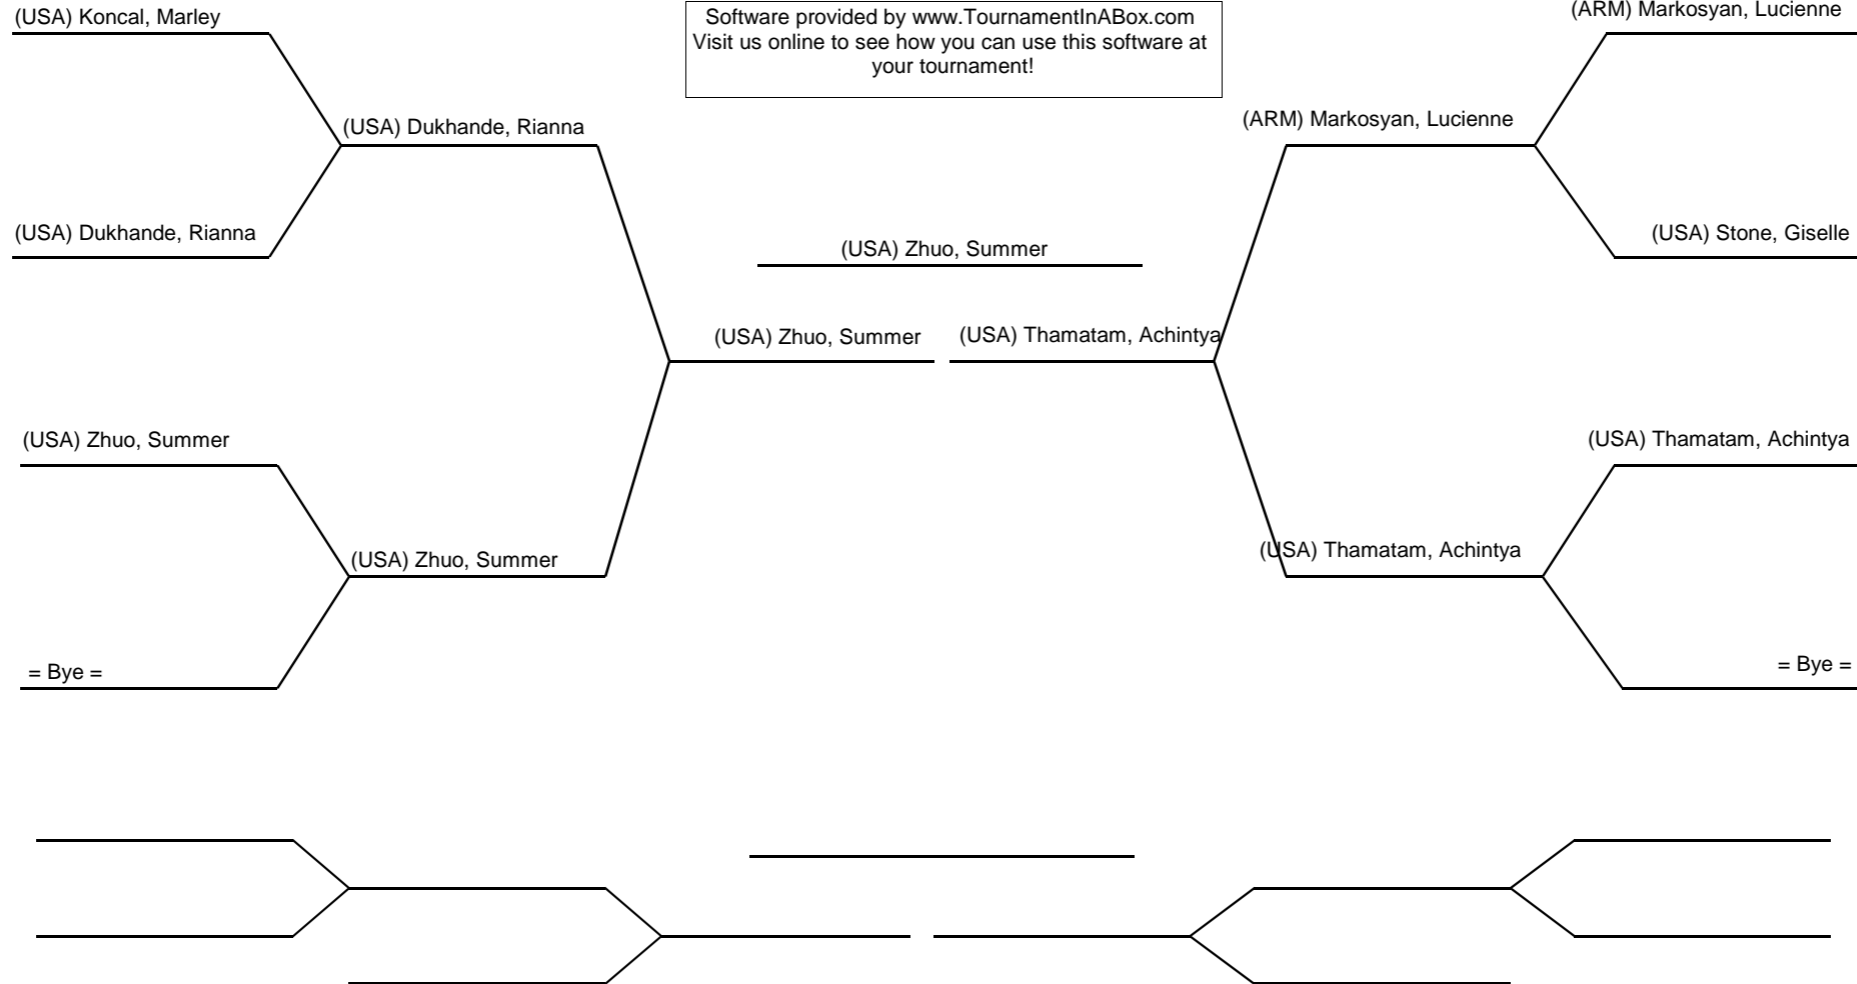 (USA) Koncal, Marley
Software provided by www.TournamentInABox.com
Visit us online to see how you can use this software at
your tournament!
(ARM) Markosyan, Lucienne
(USA) Dukhande, Rianna
(ARM) Markosyan, Lucienne
(USA) Dukhande, Rianna
(USA) Zhuo, Summer
(USA) Stone, Giselle
(USA) Zhuo, Summer
(USA) Thamatam, Achintya
(USA) Zhuo, Summer
(USA) Thamatam, Achintya
(USA) Zhuo, Summer
(USA) Thamatam, Achintya
= Bye =
= Bye =